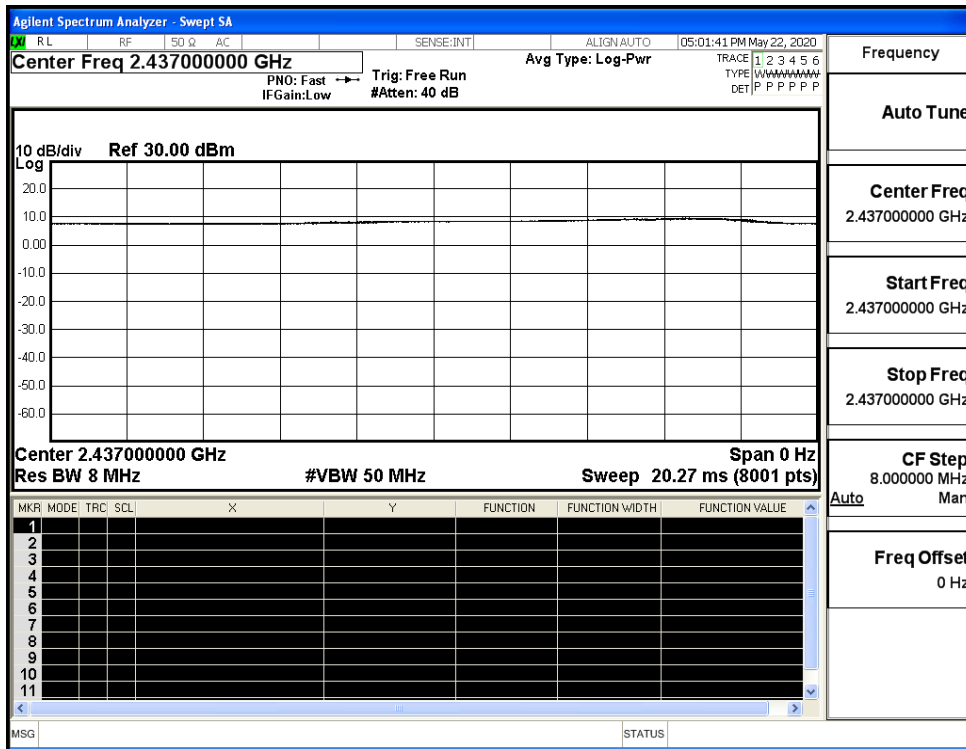 Agilent Spectrum Analyzer - Swept SA
LXI RL RF 50 Ω AC SENSE:INT ALIGNAUTO 05:01:41 PM May 22, 2020
Center Freq 2.437000000 GHz
PNO: Fast
IFGain:Low
Trig: Free Run
#Atten: 40 dB
Avg Type: Log-Pwr
TRACE 1 2 3 4 5 6
TYPE WWWWWW
DET P P P P P P
10 dB/div Ref 30.00 dBm
Log
20.0
10.0
0.00
-10.0
-20.0
-30.0
-40.0
-50.0
-60.0
Center 2.437000000 GHz Span 0 Hz
Res BW 8 MHz #VBW 50 MHz Sweep 20.27 ms (8001 pts)
MKR MODE TRC SCL X Y FUNCTION FUNCTION WIDTH FUNCTION VALUE
1
2
3
4
5
6
7
8
9
10
11
MSG STATUS
Frequency
Auto Tune
Center Freq
2.437000000 GHz
Start Freq
2.437000000 GHz
Stop Freq
2.437000000 GHz
CF Step
8.000000 MHz
Auto Man
Freq Offset
0 Hz